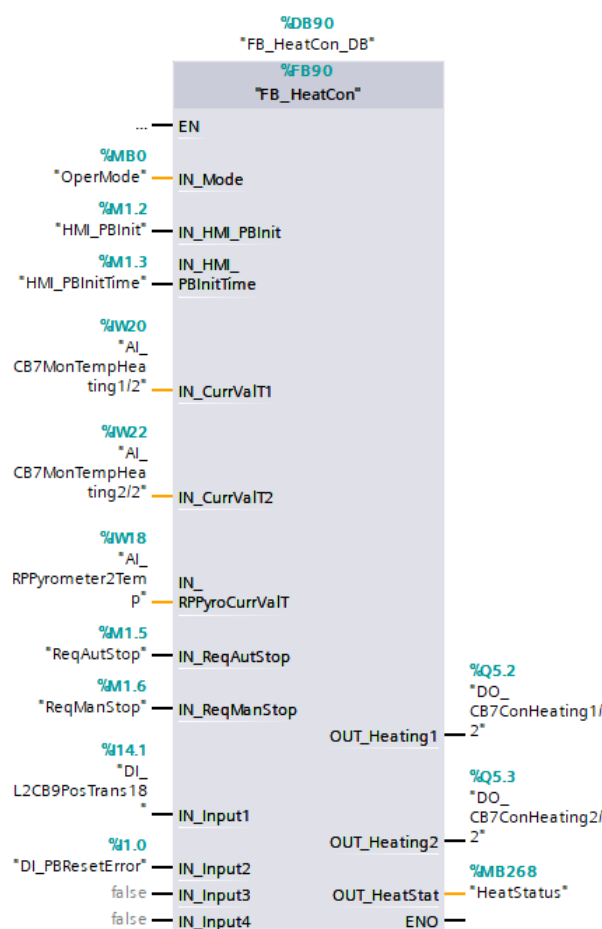 %DB90
"FB_HeatCon_DB"
%FB90
"FB_HeatCon"
... EN
%MB0
"OperMode" IN_Mode
%M1.2
"HMI_PBInit" IN_HMI_PBInit
%M1.3
"HMI_PBInitTime" IN_HMI_
PBInitTime
%IW20
"AI_
CB7MonTempHea
ting1/2" IN_CurrValT1
%IW22
"AI_
CB7MonTempHea
ting2/2" IN_CurrValT2
%IW18
"AI_
RPPyrometer2Tem
p" IN_
RPPyroCurrValT
%M1.5
"ReqAutStop" IN_ReqAutStop
%M1.6
"ReqManStop" IN_ReqManStop
%Q5.2
"DO_
CB7ConHeating1/
2" OUT_Heating1
%I14.1
"DI_
L2CB9PosTrans18
" IN_Input1
%Q5.3
"DO_
CB7ConHeating2/
2" OUT_Heating2
%I1.0
"DI_PBResetError" IN_Input2
%MB268
false IN_Input3 OUT_HeatStat "HeatStatus"
false IN_Input4 ENO